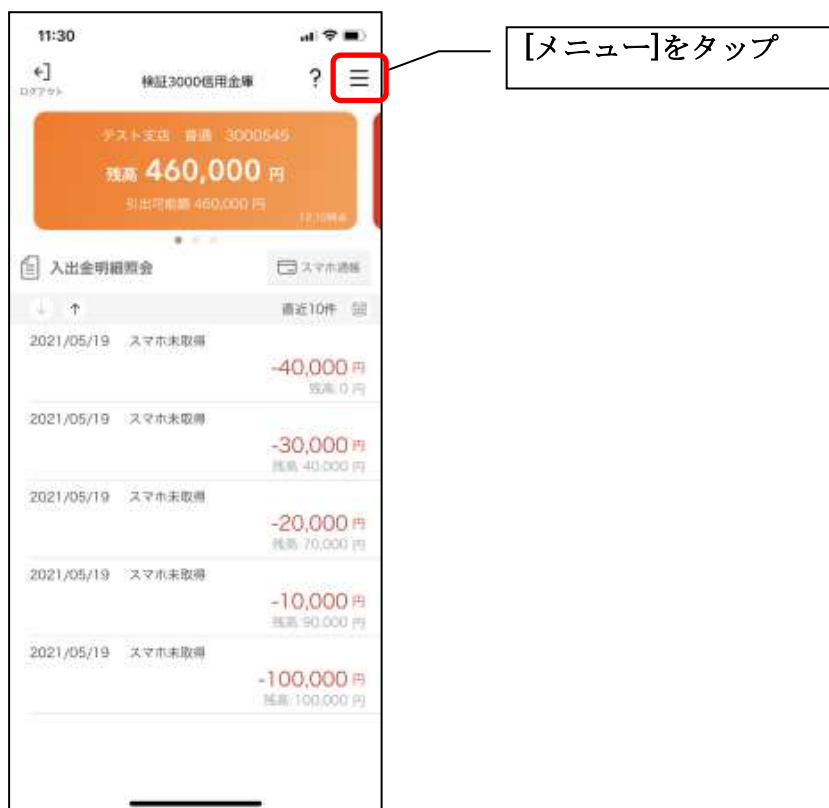 11:30
[メニュー]をタップ
ログアウト
検証3000信用金庫
?
テスト支店 普通 3000545
残高 460,000 円
引出可能額 460,000 円
入出金明細照会
スマホ通帳
↓ ↑
直近10件
2021/05/19 スマホ未取得
-40,000 円
残高 0 円
2021/05/19 スマホ未取得
-30,000 円
残高 40,000 円
2021/05/19 スマホ未取得
-20,000 円
残高 70,000 円
2021/05/19 スマホ未取得
-10,000 円
残高 90,000 円
2021/05/19 スマホ未取得
-100,000 円
残高 100,000 円